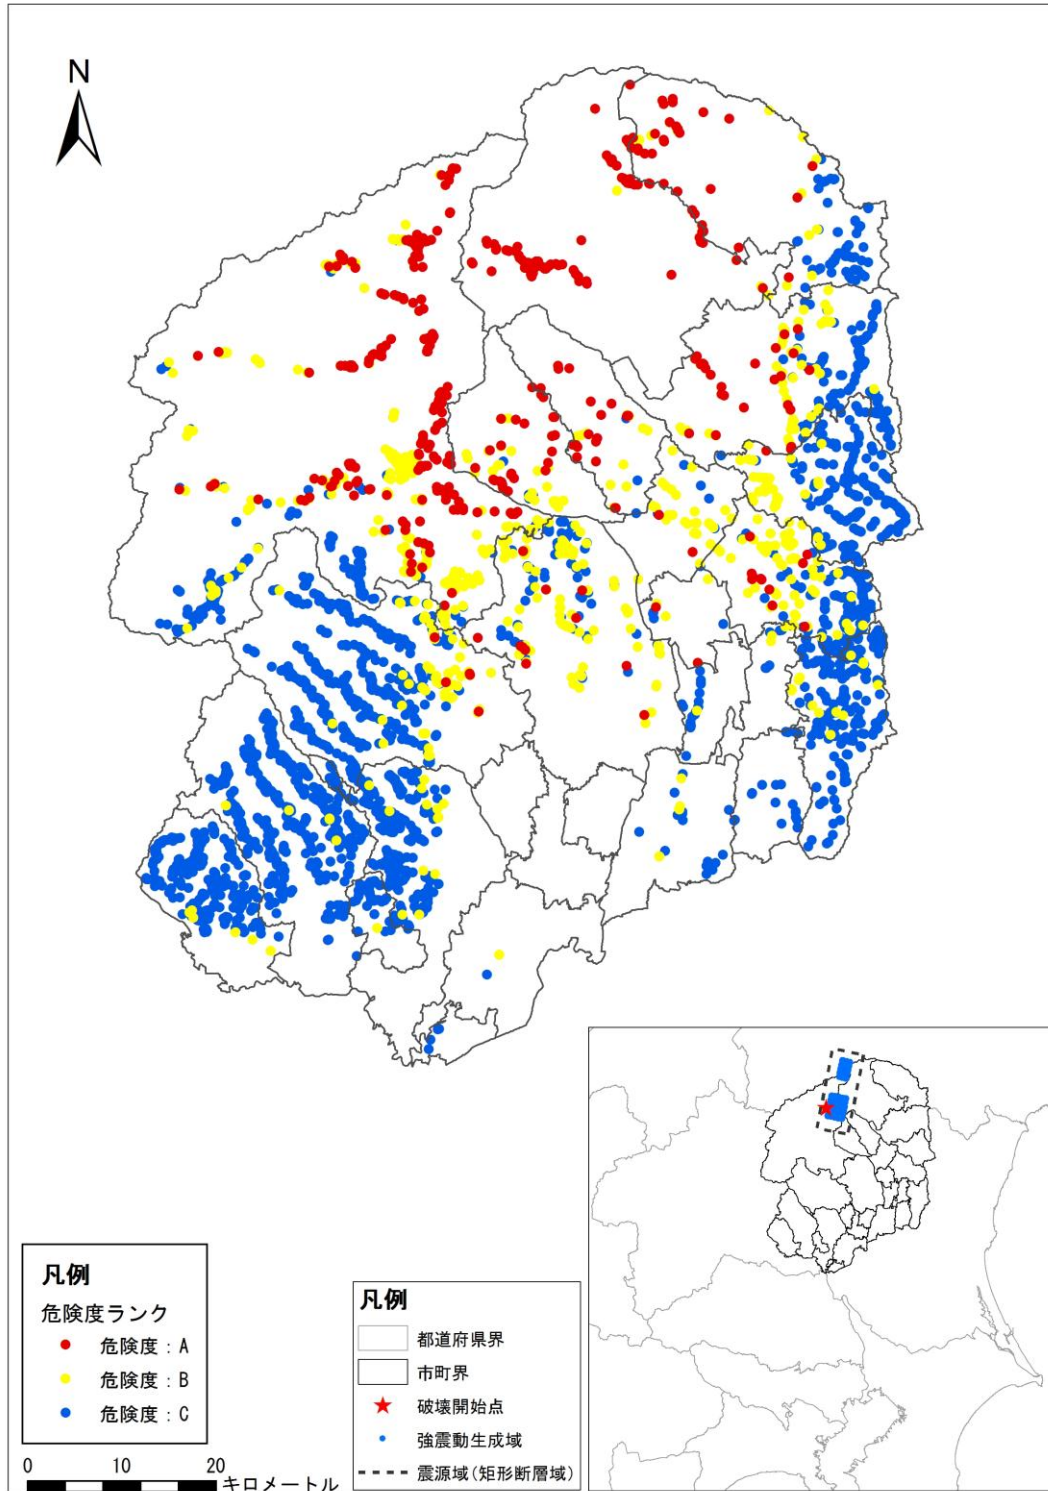 N
凡例
危険度ランク
危険度：A
危険度：B
危険度：C
0 10 20
キロメートル
凡例
都道府県界
市町界
破壊開始点
強震動生成域
震源域(矩形断層域)